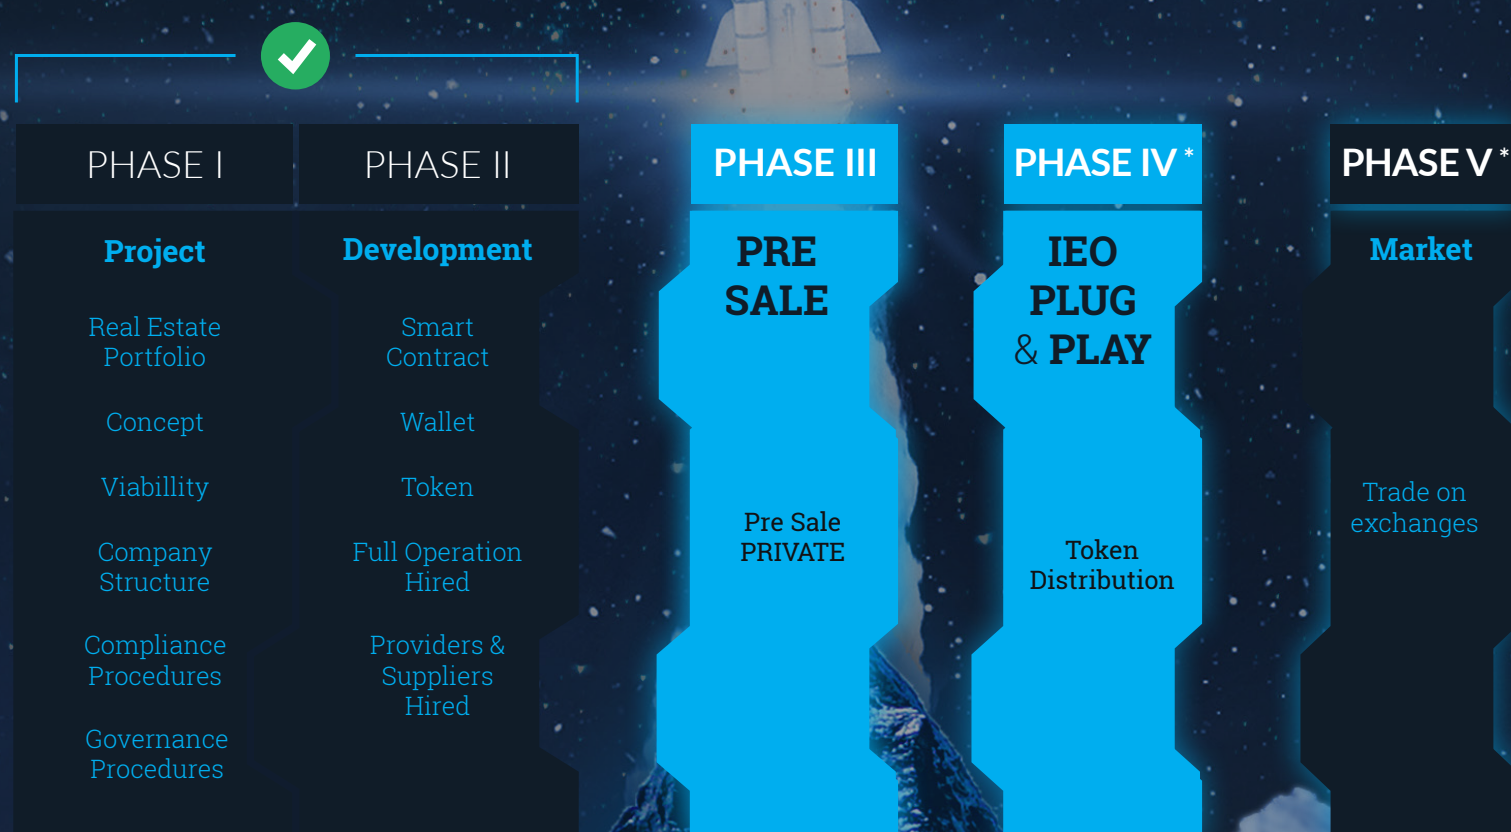 PHASE I
Project
Real Estate
Portfolio
Concept
Viabillity
Company
Structure
Compliance
Procedures
Governance
Procedures
PHASE II
Development
Smart
Contract
Wallet
Token
Full Operation
Hired
Providers &
Suppliers
Hired
PHASE III
PRE
SALE
Pre Sale
PRIVATE
PHASE IV *
IEO
PLUG
& PLAY
Token
Distribution
PHASE V *
Market
Trade on
exchanges